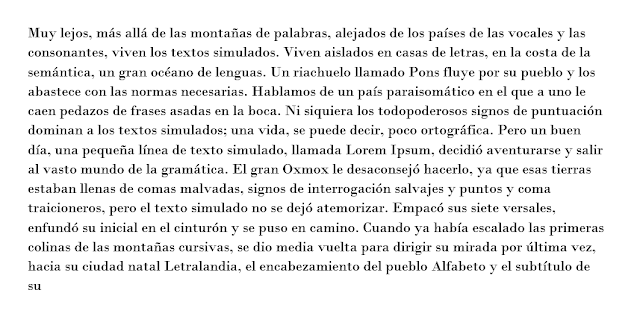 Muy lejos, más allá de las montañas de palabras, alejados de los países de las vocales y las
consonantes, viven los textos simulados. Viven aislados en casas de letras, en la costa de la
semántica, un gran océano de lenguas. Un riachuelo llamado Pons fluye por su pueblo y los
abastece con las normas necesarias. Hablamos de un país paraisomático en el que a uno le
caen pedazos de frases asadas en la boca. Ni siquiera los todopoderosos signos de puntuación
dominan a los textos simulados; una vida, se puede decir, poco ortográfica. Pero un buen
día, una pequeña línea de texto simulado, llamada Lorem Ipsum, decidió aventurarse y salir
al vasto mundo de la gramática. El gran Oxmox le desaconsejó hacerlo, ya que esas tierras
estaban llenas de comas malvadas, signos de interrogación salvajes y puntos y coma
traicioneros, pero el texto simulado no se dejó atemorizar. Empacó sus siete versales,
enfundó su inicial en el cinturón y se puso en camino. Cuando ya había escalado las primeras
colinas de las montañas cursivas, se dio media vuelta para dirigir su mirada por última vez,
hacia su ciudad natal Letralandia, el encabezamiento del pueblo Alfabeto y el subtítulo de
su